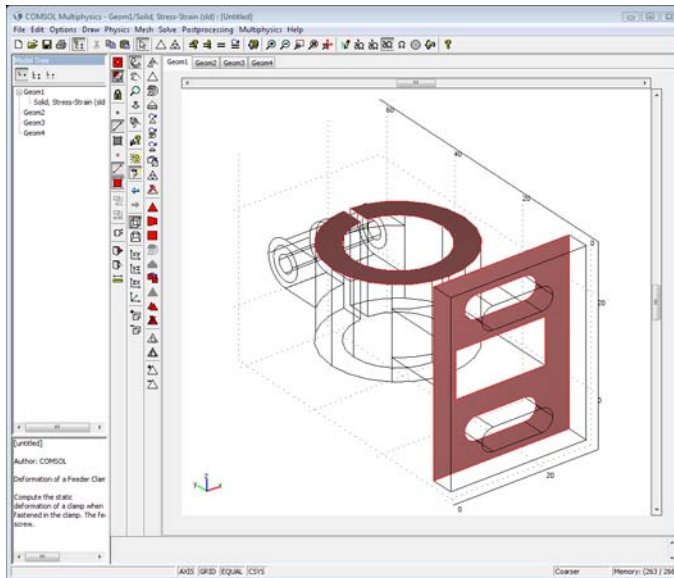 COMSOL Multiphysics - Geom1/Solid, Stress-Strain (sld) : [Untitled]
File Edit Options Draw Physics Mesh Solve Postprocessing Multiphysics Help
Model Tree
Geom1 Geom2 Geom3 Geom4
Geom1
Solid, Stress-Strain (sld
Geom2
Geom3
Geom4
60
40
20
0
20
0
20
0
z
y x
[untitled]
Author: COMSOL
Deformation of a Feeder Clam
Compute the static
deformation of a clamp when
fastened in the clamp. The fe
screw.
AXIS GRID EQUAL CSYS Coarser Memory: (263 / 266